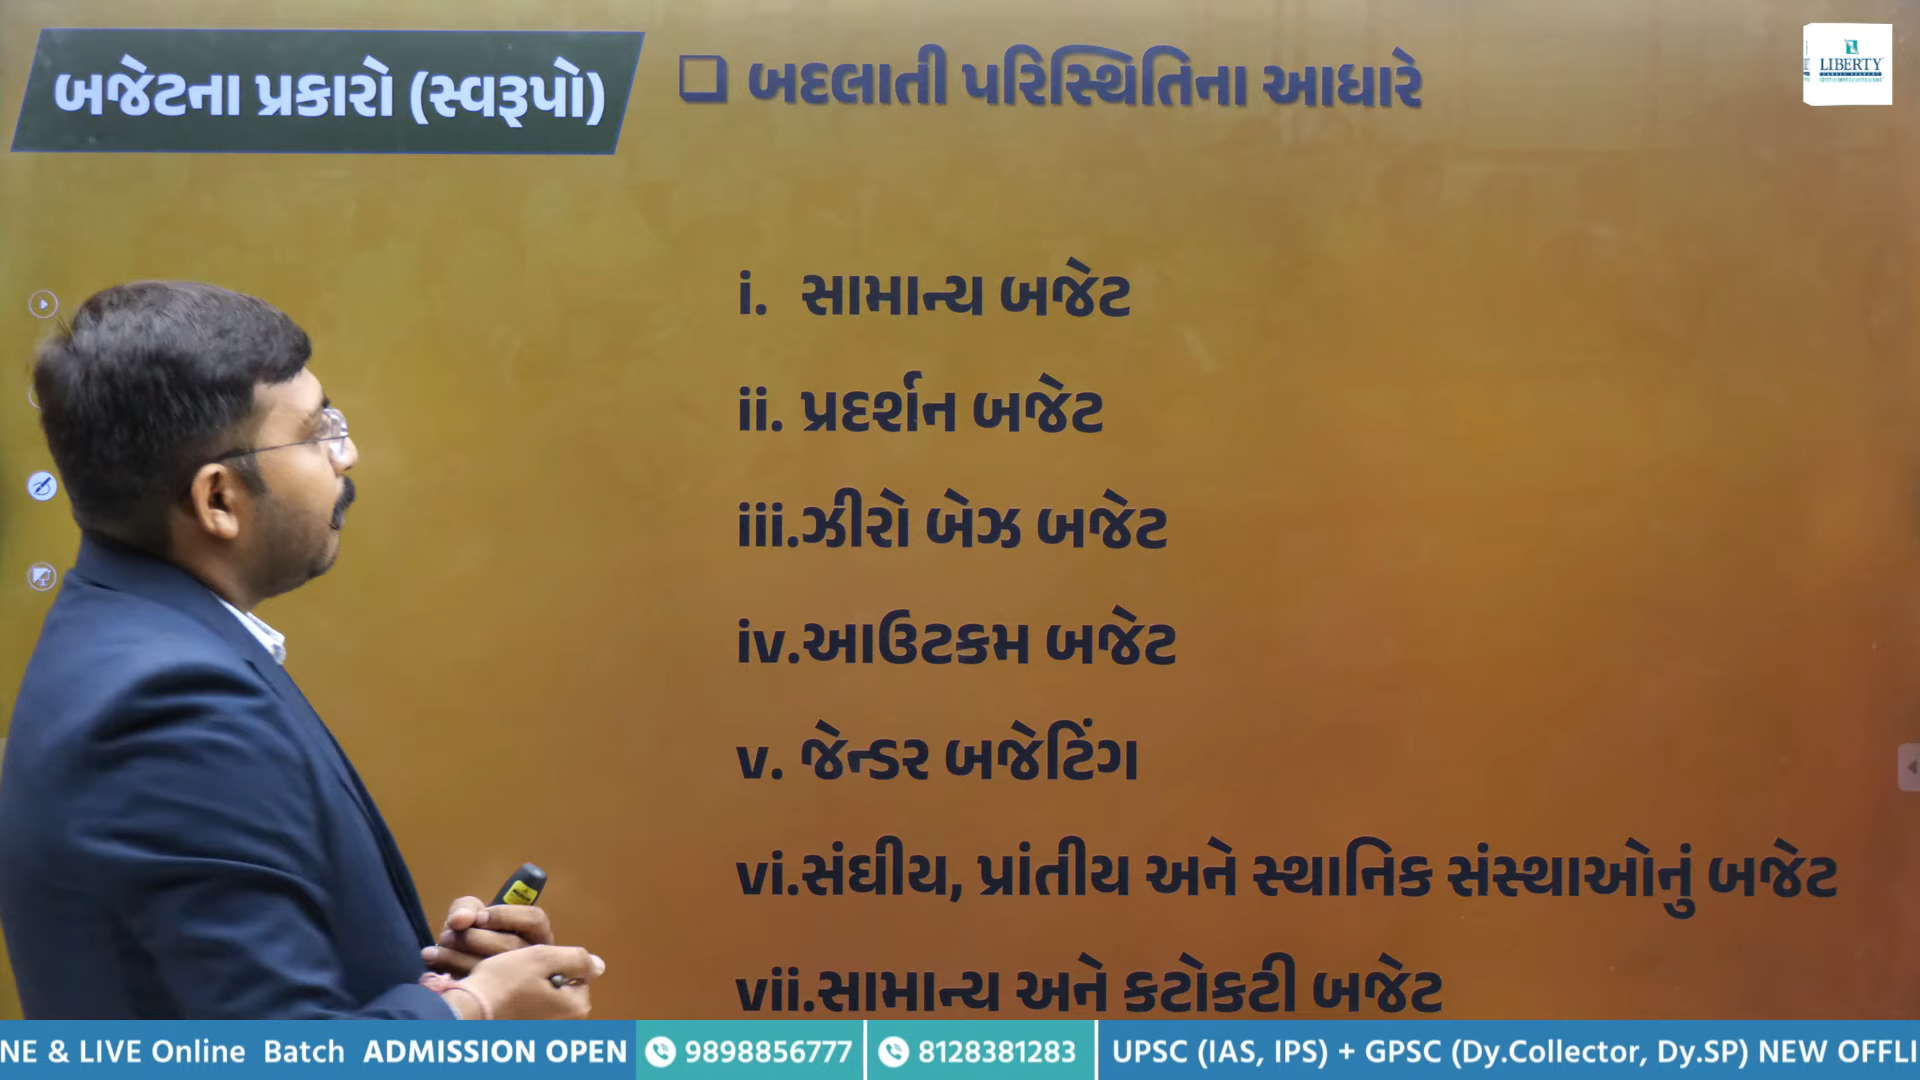 બજેટના પ્રકારો (સ્વરૂપો)
❑ બદલાતી પરિસ્થિતિના આધારે
LIBERTY
i. સામાન્ય બજેટ
ii. પ્રદર્શન બજેટ
iii.ઝીરો બેઝ બજેટ
iv.આઉટકમ બજેટ
v. જેન્ડર બજેટિંગ
vi.સંઘીય, પ્રાંતીય અને સ્થાનિક સંસ્થાઓનું બજેટ
vii.સામાન્ય અને કટોકટી બજેટ
NE & LIVE Online Batch ADMISSION OPEN 9898856777 8128381283 UPSC (IAS, IPS) + GPSC (Dy.Collector, Dy.SP) NEW OFFLI